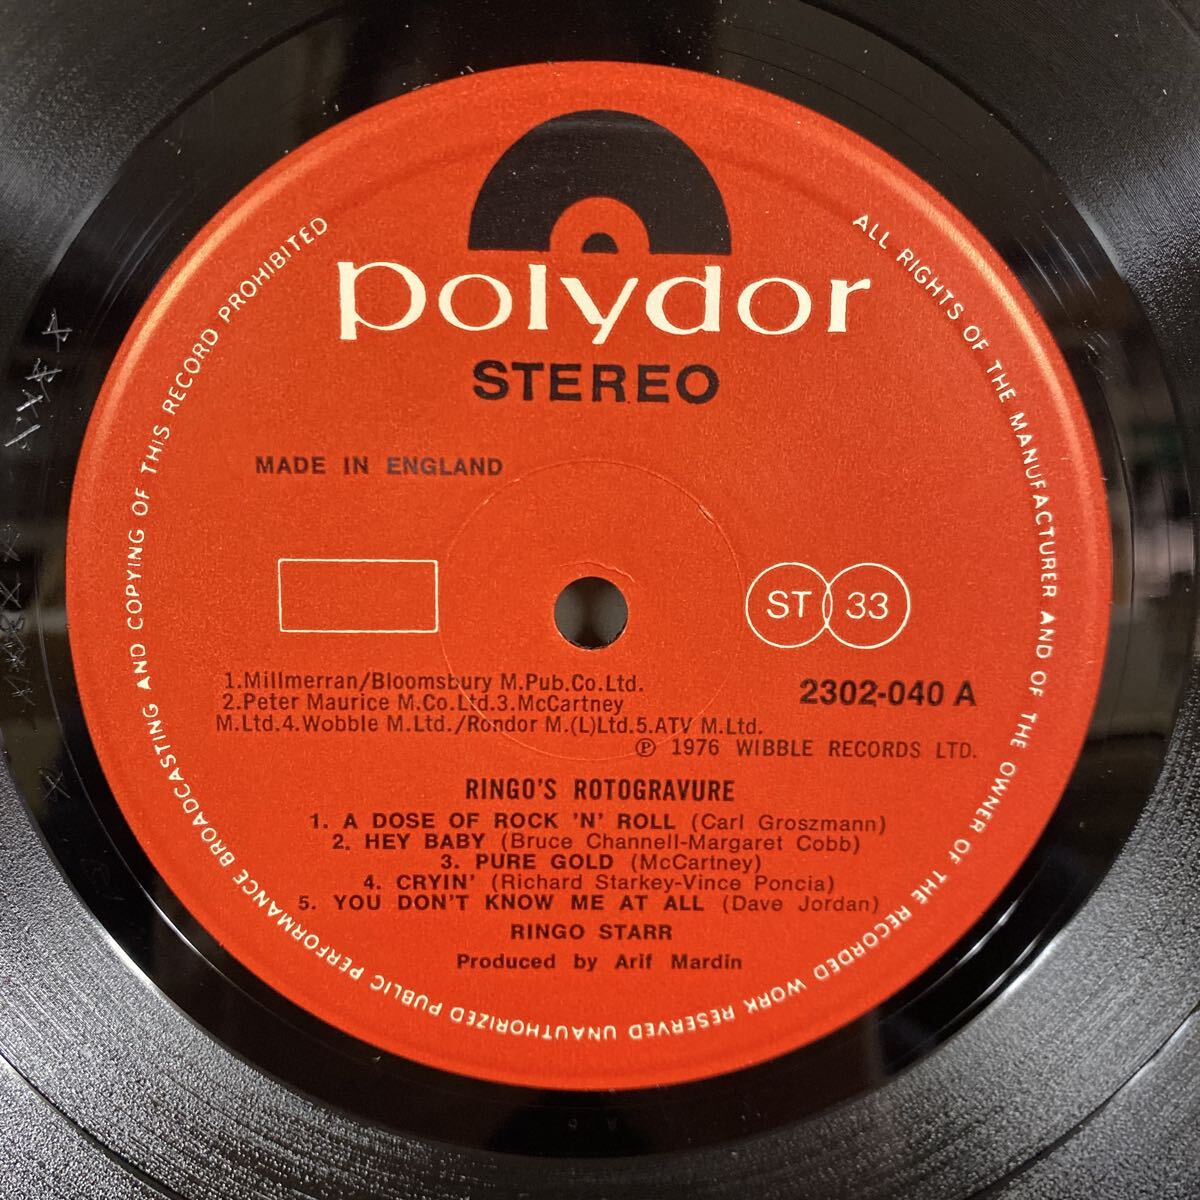 polydor
STEREO
MADE IN ENGLAND
ST 33
1.Millmerran/Bloomsbury M.Pub.Co.Ltd.
2.Peter Maurice M.Co.Ltd.3.McCartney
M.Ltd.4.Wobble M.Ltd./Rondor M.(L)Ltd.5.ATV M.Ltd.
2302-040 A
℗ 1976 WIBBLE RECORDS LTD.
RINGO'S ROTOGRAVURE
1. A DOSE OF ROCK 'N' ROLL (Carl Groszmann)
2. HEY BABY (Bruce Channell-Margaret Cobb)
3. PURE GOLD (McCartney)
4. CRYIN' (Richard Starkey-Vince Poncia)
5. YOU DON'T KNOW ME AT ALL (Dave Jordan)
RINGO STARR
Produced by Arif Mardin
ALL RIGHTS OF THE MANUFACTURER AND OF THE OWNER OF THE RECORDED WORK RESERVED UNAUTHORIZED PUBLIC PERFORMANCE BROADCASTING AND COPYING OF THIS RECORD PROHIBITED